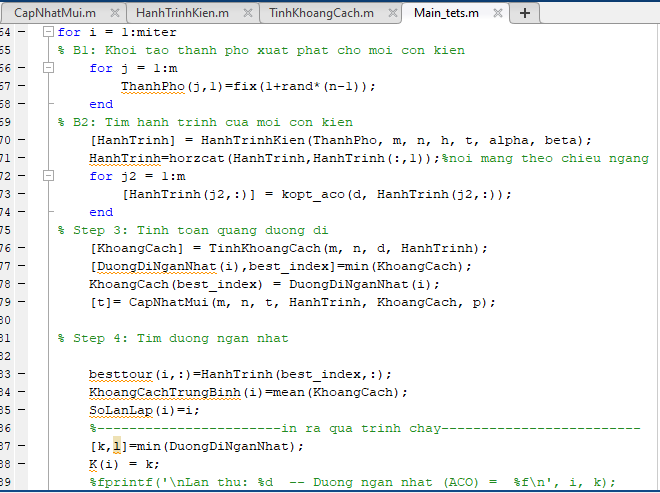 CapNhatMui.m HanhTrinhKien.m TinhKhoangCach.m Main_tets.m
64 for i = 1:miter
65 % B1: Khoi tao thanh pho xuat phat cho moi con kien
66 for j = 1:m
67 ThanhPho(j,1)=fix(1+rand*(n-1));
68 end
69 % B2: Tim hanh trinh cua moi con kien
70 [HanhTrinh] = HanhTrinhKien(ThanhPho, m, n, h, t, alpha, beta);
71 HanhTrinh=horzcat(HanhTrinh,HanhTrinh(:,1));%noi mang theo chieu ngang
72 for j2 = 1:m
73 [HanhTrinh(j2,:)] = kopt_aco(d, HanhTrinh(j2,:));
74 end
75 % Step 3: Tinh toan quang duong di
76 [KhoangCach] = TinhKhoangCach(m, n, d, HanhTrinh);
77 [DuongDiNganNhat(i),best_index]=min(KhoangCach);
78 KhoangCach(best_index) = DuongDiNganNhat(i);
79 [t]= CapNhatMui(m, n, t, HanhTrinh, KhoangCach, p);
80
81 % Step 4: Tim duong ngan nhat
82
83 besttour(i,:)=HanhTrinh(best_index,:);
84 KhoangCachTrungBinh(i)=mean(KhoangCach);
85 SoLanLap(i)=i;
86 %-----------------------in ra qua trinh chay-------------------------
87 [k,l]=min(DuongDiNganNhat);
88 K(i) = k;
89 %fprintf('\nLan thu: %d -- Duong ngan nhat (ACO) = %f\n', i, k);